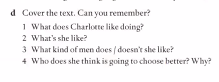 d Cover the text. Can you remember?
1 What does Charlotte like doing?
2 What's she like?
3 What kind of men does / doesn't she like?
4 Who does she think is going to choose better? Why?